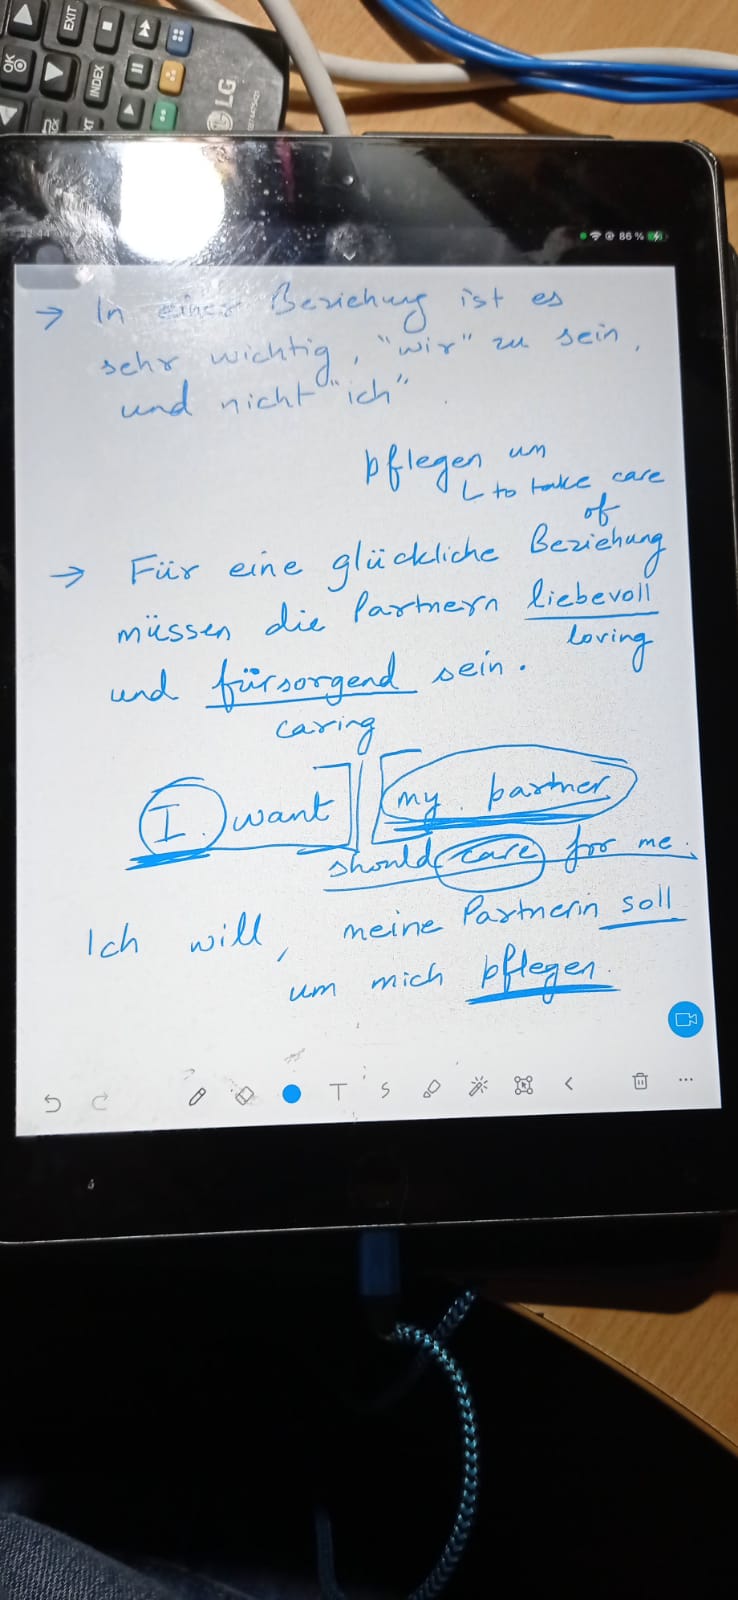 EXIT
OK
INDEX
LG
86 %
→ In einer Beziehung ist es
sehr wichtig, "wir" zu sein,
und nicht "ich".
pflegen um
to take care
of
→ Für eine glückliche Beziehung
müssen die Partnern liebevoll
loving
und fürsorgend sein.
caring
I want my partner
should care for me.
Ich will, meine Partnerin soll
um mich pflegen.
T S